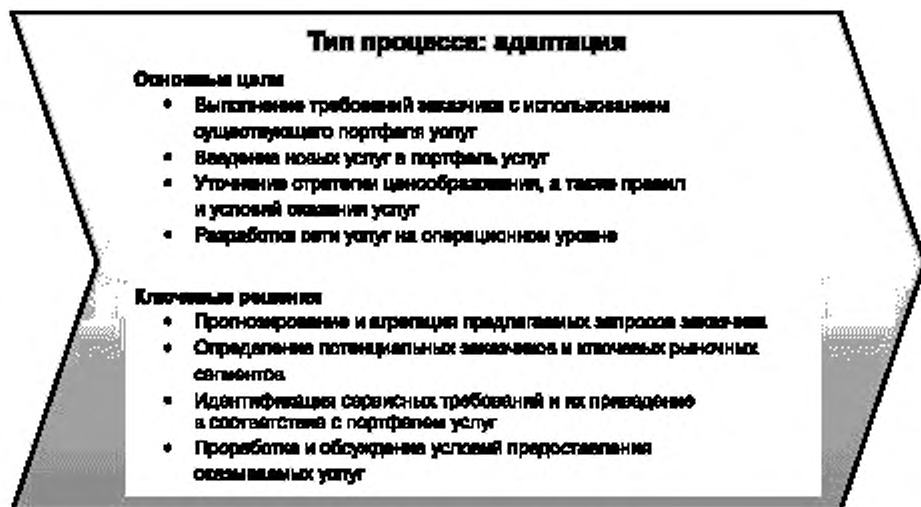 Тип процесса: адаптация
Основные цели
• Выполнение требований заказчика с использованием
существующего портфеля услуг
• Введение новых услуг в портфель услуг
• Уточнение стратегии ценообразования, а также правил
и условий оказания услуг
• Разработка сети услуг на операционном уровне
Ключевые решения
• Прогнозирование и агрегация предлагаемых запросов заказчика
• Определение потенциальных заказчиков и ключевых рыночных
сегментов
• Идентификация сервисных требований и их приведение
в соответствие с портфелем услуг
• Проработка и обсуждение условий предоставления
оказываемых услуг